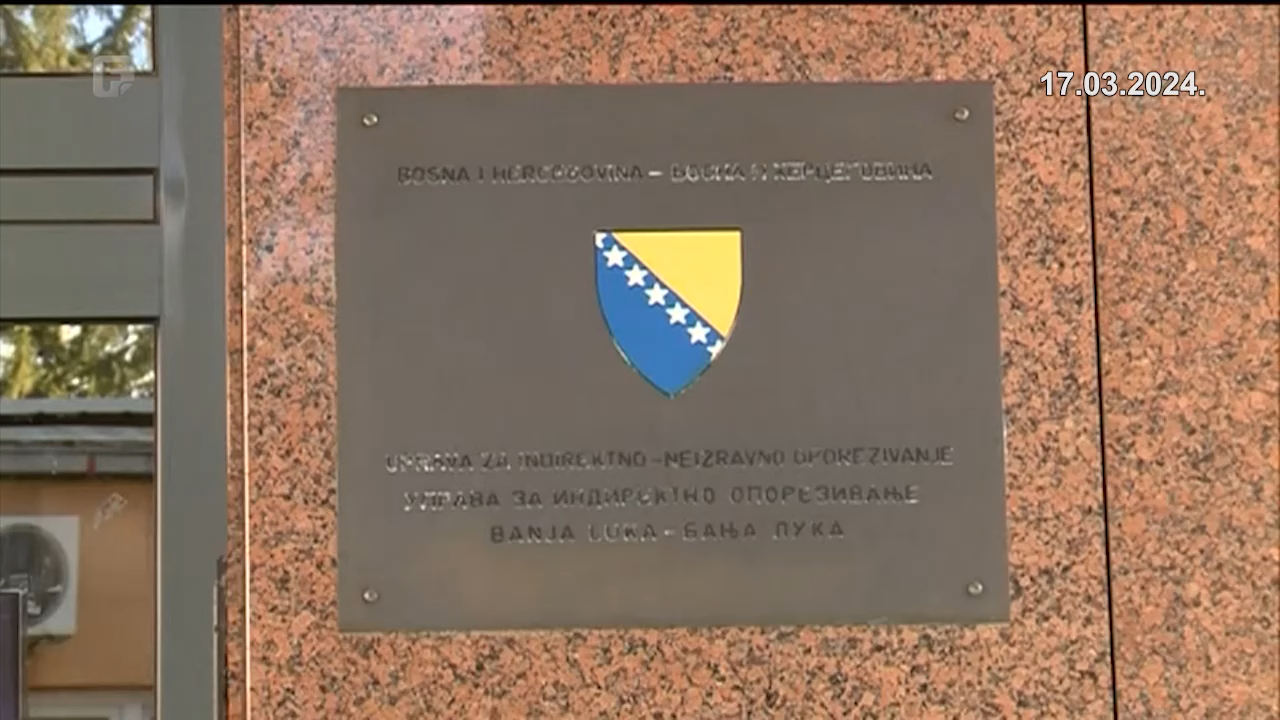 17.03.2024.
BOSNA I HERCEGOVINA – БОСНА И ХЕРЦЕГОВИНА
UPRAVA ZA INDIREKTNO-NEIZRAVNO OPOREZIVANJE
УПРАВА ЗА ИНДИРЕКТНО ОПОРЕЗИВАЊЕ
BANJA LUKA – БАЊА ЛУКА